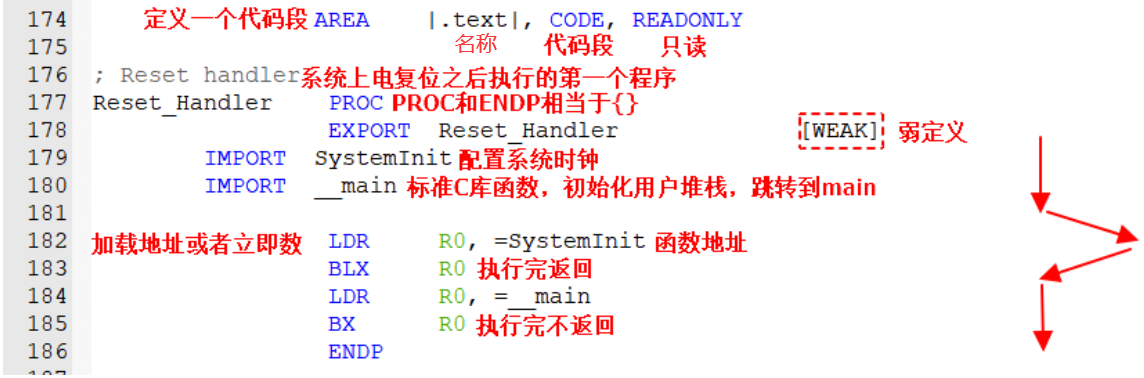 174 定义一个代码段 AREA |.text|, CODE, READONLY
175 名称 代码段 只读
176 ; Reset handler系统上电复位之后执行的第一个程序
177 Reset_Handler PROC PROC和ENDP相当于{}
178 EXPORT Reset_Handler [WEAK] 弱定义
179 IMPORT SystemInit 配置系统时钟
180 IMPORT __main 标准C库函数，初始化用户堆栈，跳转到main
181
182 加载地址或者立即数 LDR R0, =SystemInit 函数地址
183 BLX R0 执行完返回
184 LDR R0, =__main
185 BX R0 执行完不返回
186 ENDP